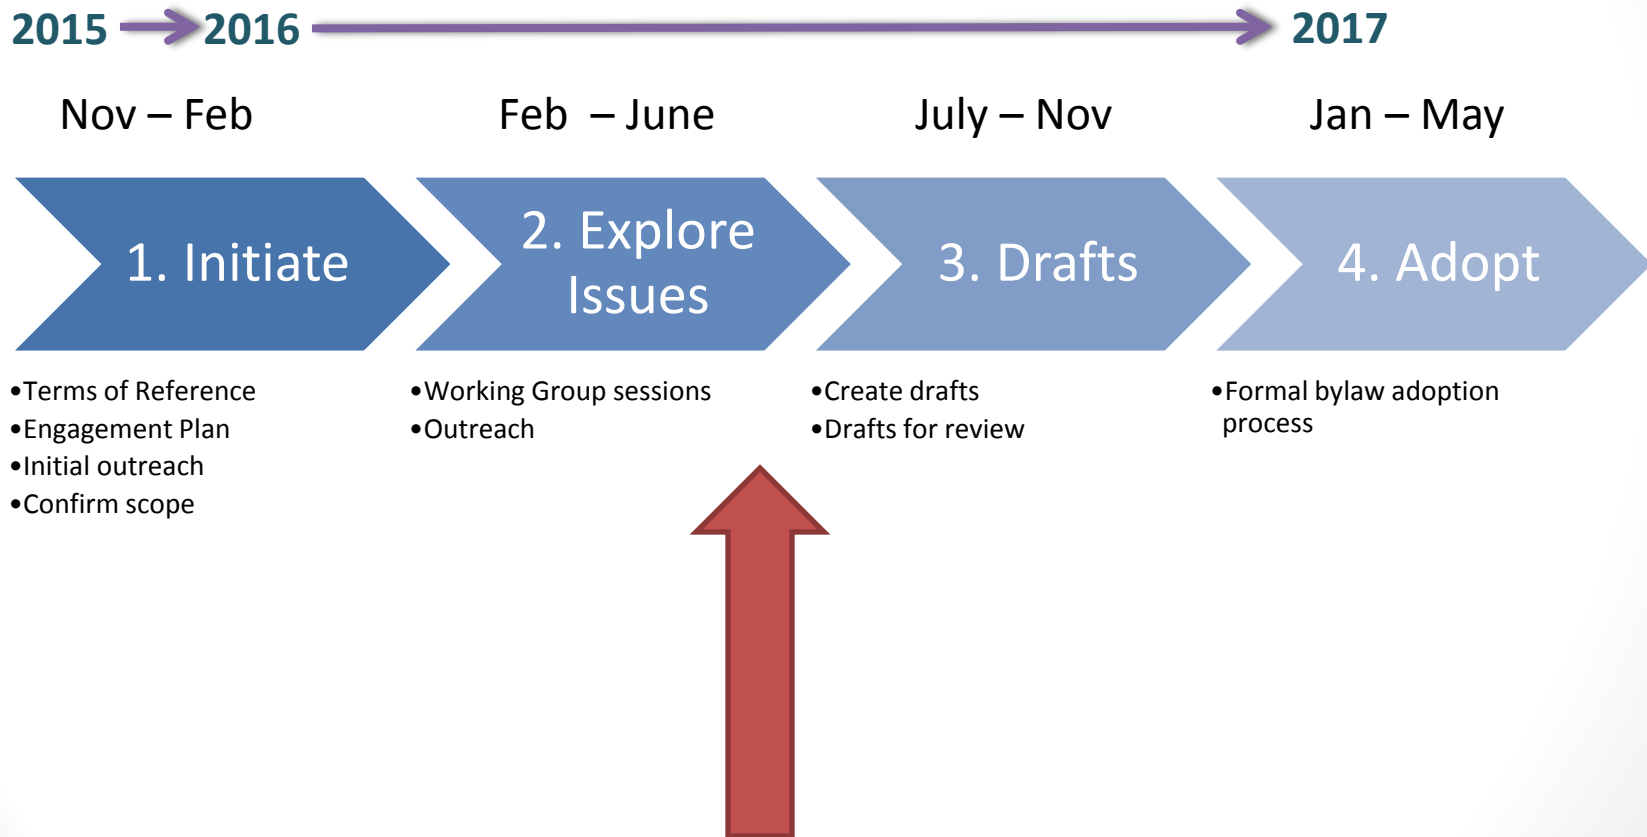 2015 2016 2017
Nov – Feb
Feb – June
July – Nov
Jan – May
1. Initiate
2. Explore
Issues
3. Drafts
4. Adopt
•Terms of Reference
•Engagement Plan
•Initial outreach
•Confirm scope
•Working Group sessions
•Outreach
•Create drafts
•Drafts for review
•Formal bylaw adoption
process